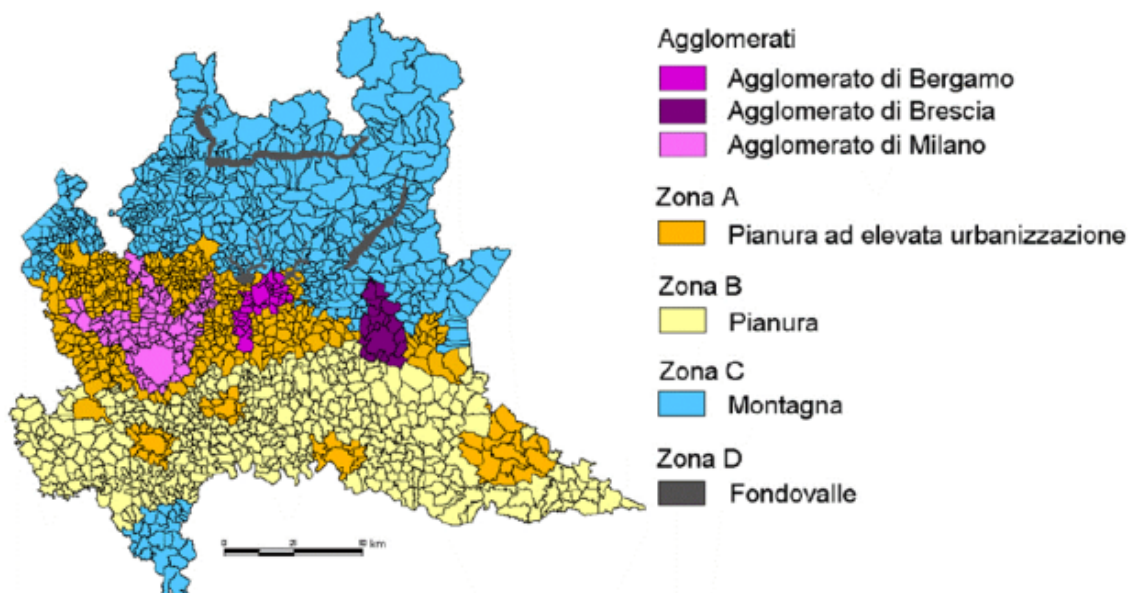 Agglomerati
Agglomerato di Bergamo
Agglomerato di Brescia
Agglomerato di Milano
Zona A
Pianura ad elevata urbanizzazione
Zona B
Pianura
Zona C
Montagna
Zona D
Fondovalle
0 km